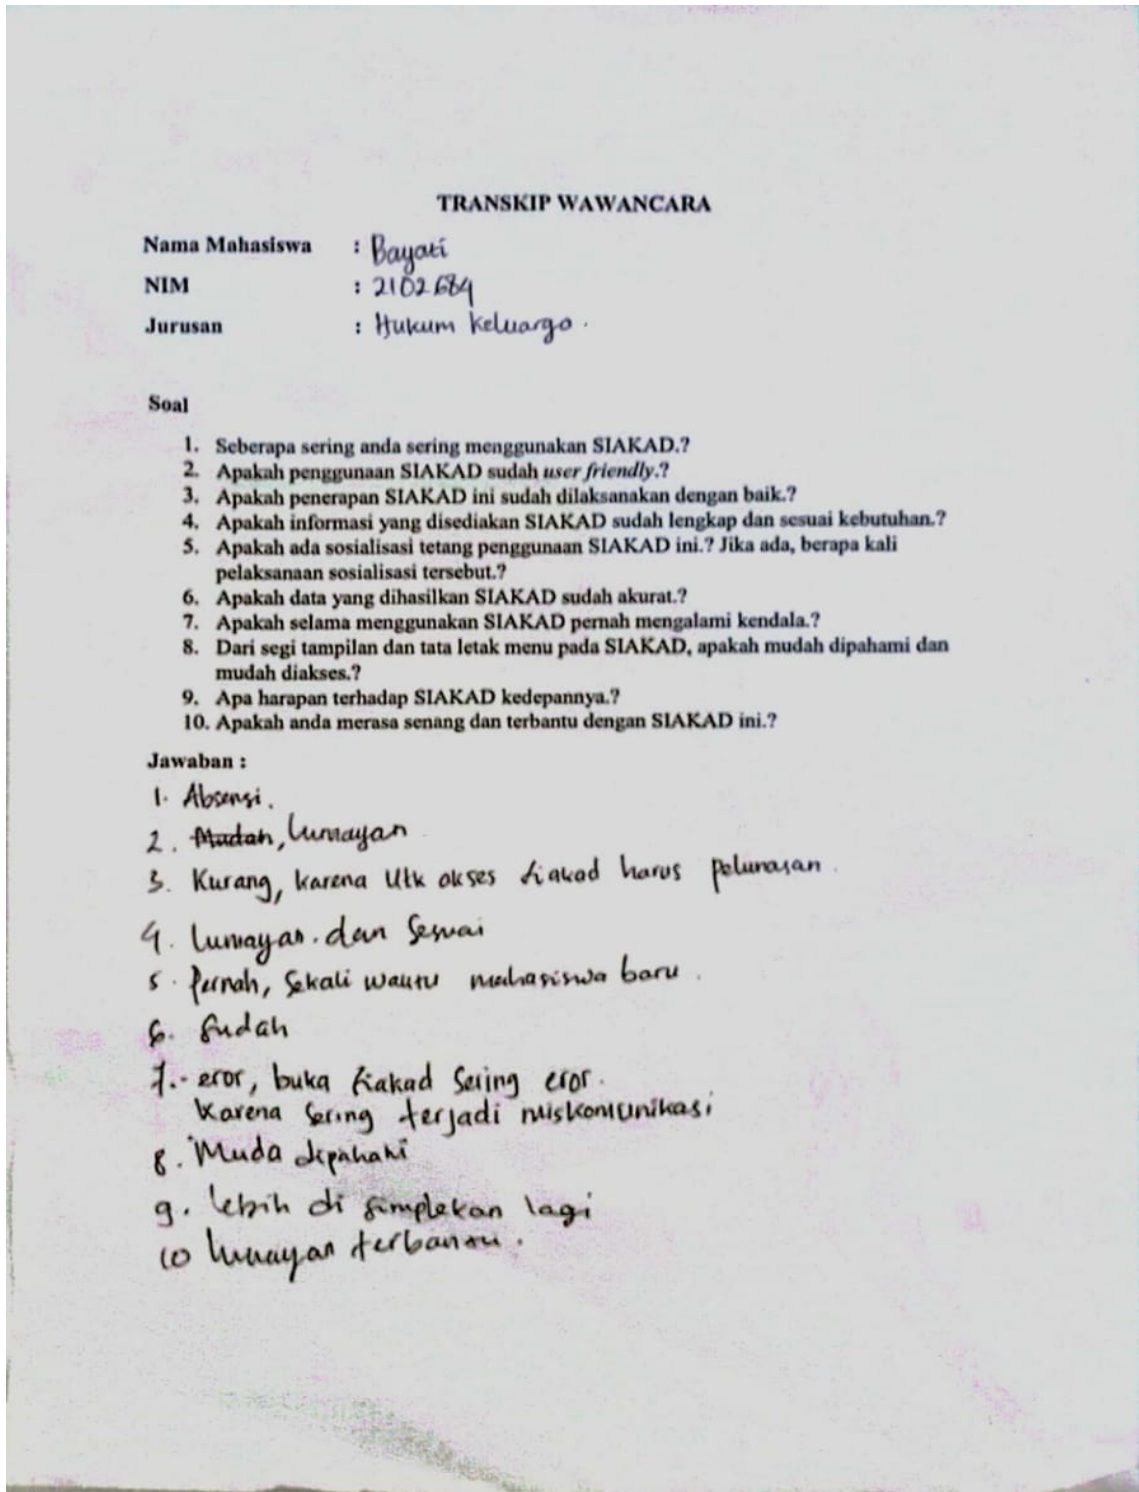 TRANSKIP WAWANCARA
Nama Mahasiswa : Bayati
NIM : 2102684
Jurusan : Hukum Keluargo.
Soal
1. Seberapa sering anda sering menggunakan SIAKAD.?
2. Apakah penggunaan SIAKAD sudah user friendly.?
3. Apakah penerapan SIAKAD ini sudah dilaksanakan dengan baik.?
4. Apakah informasi yang disediakan SIAKAD sudah lengkap dan sesuai kebutuhan.?
5. Apakah ada sosialisasi tetang penggunaan SIAKAD ini.? Jika ada, berapa kali
pelaksanaan sosialisasi tersebut.?
6. Apakah data yang dihasilkan SIAKAD sudah akurat.?
7. Apakah selama menggunakan SIAKAD pernah mengalami kendala.?
8. Dari segi tampilan dan tata letak menu pada SIAKAD, apakah mudah dipahami dan
mudah diakses.?
9. Apa harapan terhadap SIAKAD kedepannya.?
10. Apakah anda merasa senang dan terbantu dengan SIAKAD ini.?
Jawaban :
1. Absensi.
2. Mudah, lumayan
3. Kurang, karena Utk akses siakad harus pelunasan.
4. lumayan. dan Sesuai
5. Pernah, Sekali waktu mahasiswa baru.
6. Sudah
7.- eror, buka siakad Sering eror.
Karena Sering terjadi miskomunikasi
8. Muda dipahami
9. lebih di simplekan lagi
10 lumayan terbantu.